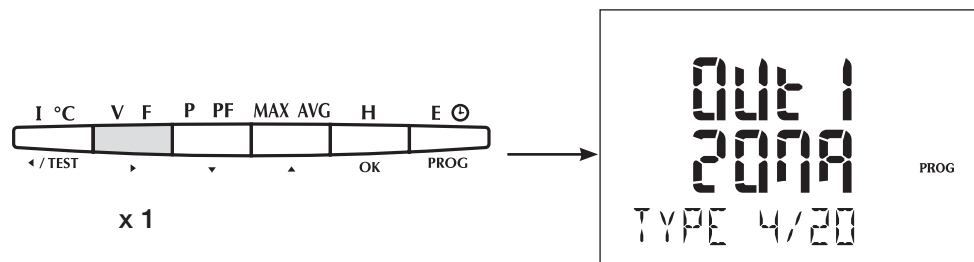 I °C V F P PF MAX AVG H E
◂ / TEST ▸ ▾ ▴ OK PROG
x 1
Out 1
20MA
PROG
TYPE 4/20